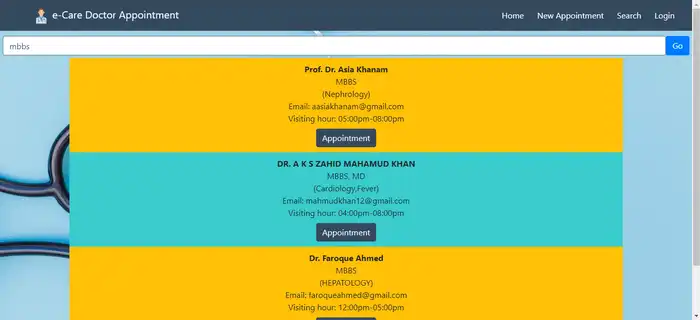 e-Care Doctor Appointment
Home New Appointment Search Login
mbbs Go
Prof. Dr. Asia Khanam
MBBS
(Nephrology)
Email: aasiakhanam@gmail.com
Visiting hour: 05:00pm-08:00pm
Appointment
DR. A K S ZAHID MAHAMUD KHAN
MBBS, MD
(Cardiology,Fever)
Email: mahmudkhan12@gmail.com
Visiting hour: 04:00pm-08:00pm
Appointment
Dr. Faroque Ahmed
MBBS
(HEPATOLOGY)
Email: faroqueahmed@gmail.com
Visiting hour: 12:00pm-05:00pm